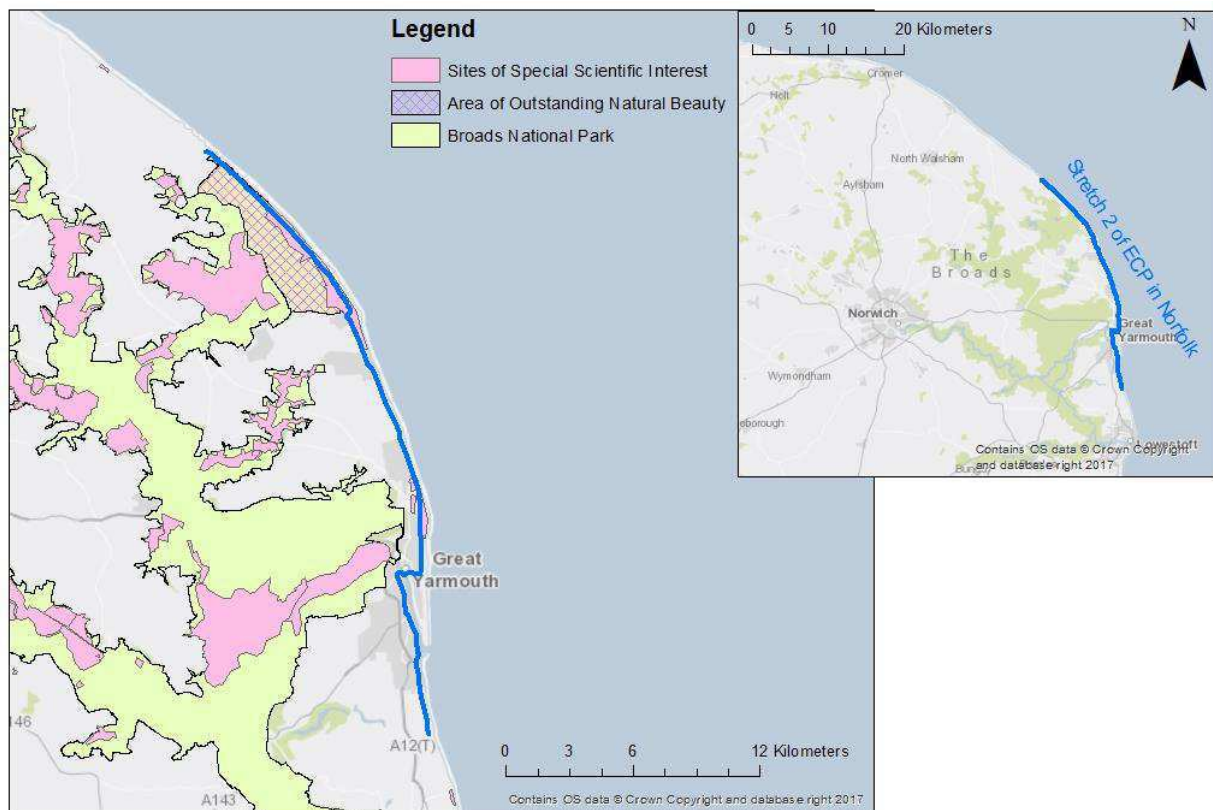 Legend
Sites of Special Scientific Interest
Area of Outstanding Natural Beauty
Broads National Park
Great
Yarmouth
A12(T)
A143
146
0 3 6 12 Kilometers
Contains OS data © Crown Copyright and database right 2017
0 5 10 20 Kilometers
N
Cromer
Holt
North Walsham
Aylsham
Stretch 2 of ECP in Norfolk
The
Broads
Norwich
Great
Yarmouth
Wymondham
eborough
Lowestoft
Contains OS data © Crown Copyright
and database right 2017